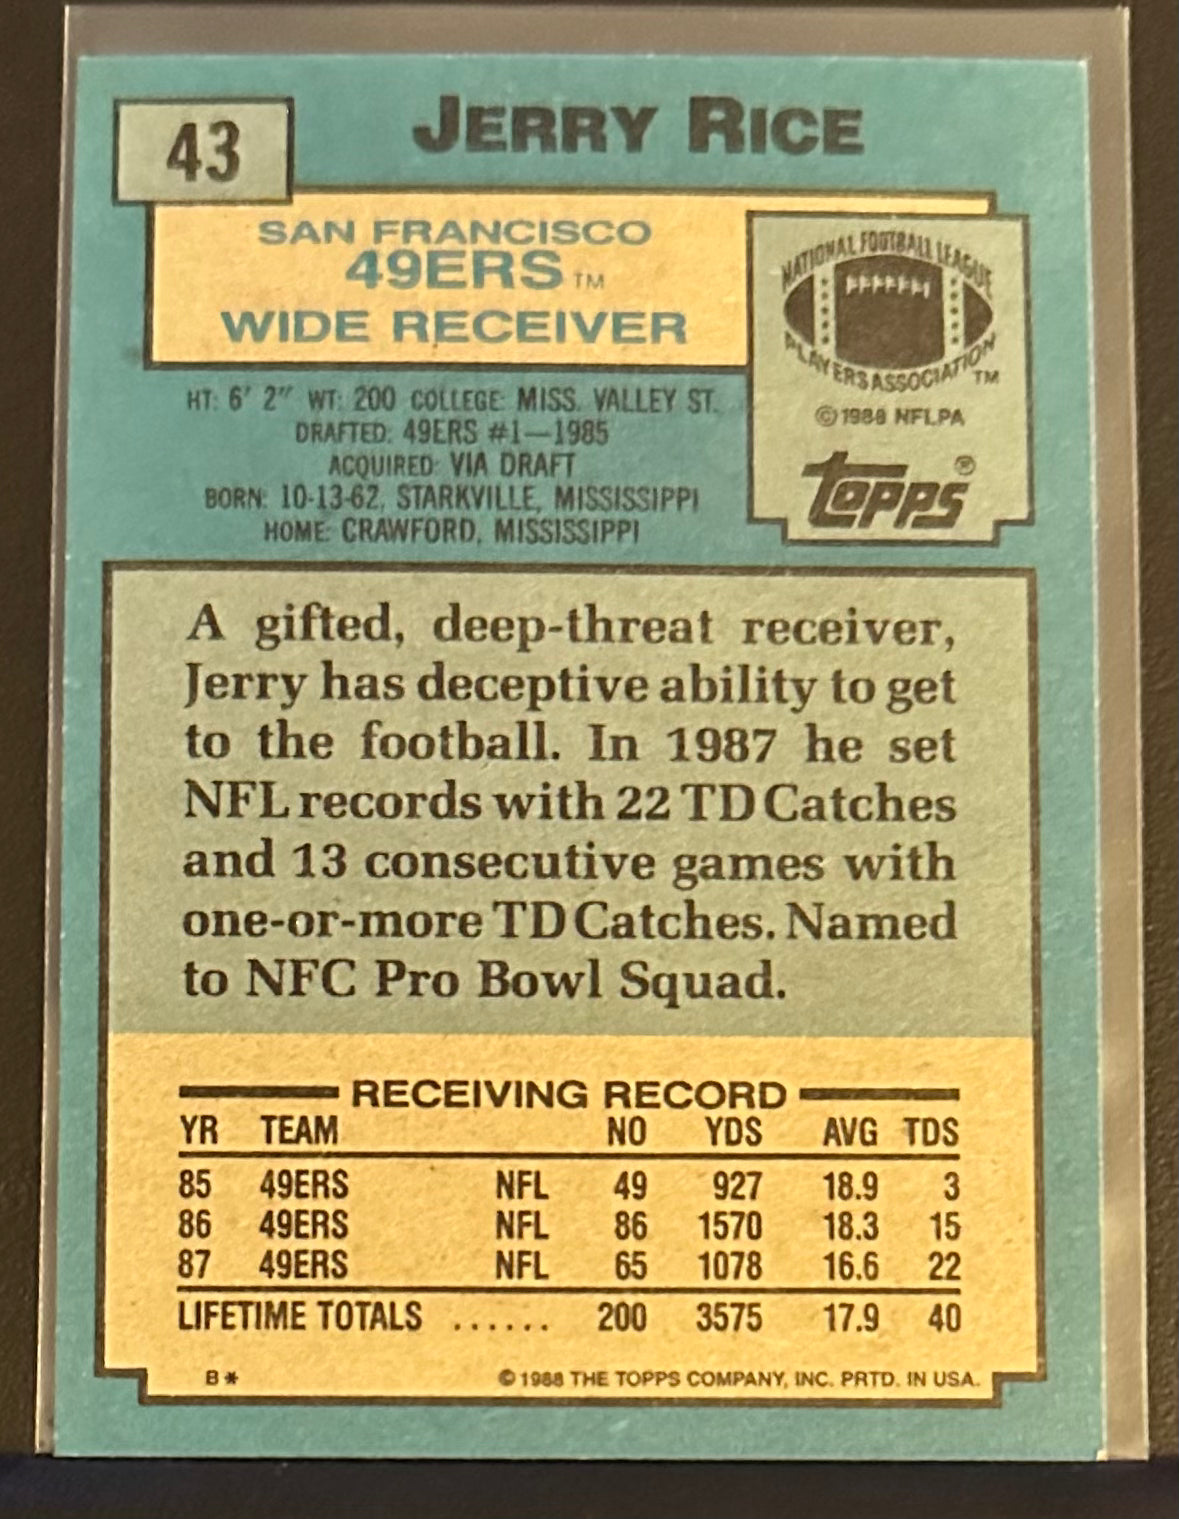 43
JERRY RICE
SAN FRANCISCO
49ERS TM
WIDE RECEIVER
NATIONAL FOOTBALL LEAGUE
PLAYERS ASSOCIATION TM
© 1988 NFLPA
TOPPS ®
HT: 6' 2" WT: 200 COLLEGE: MISS. VALLEY ST.
DRAFTED: 49ERS #1—1985
ACQUIRED: VIA DRAFT
BORN: 10-13-62, STARKVILLE, MISSISSIPPI
HOME: CRAWFORD, MISSISSIPPI
A gifted, deep-threat receiver,
Jerry has deceptive ability to get
to the football. In 1987 he set
NFL records with 22 TD Catches
and 13 consecutive games with
one-or-more TD Catches. Named
to NFC Pro Bowl Squad.
RECEIVING RECORD
YR TEAM NO YDS AVG TDS
85 49ERS NFL 49 927 18.9 3
86 49ERS NFL 86 1570 18.3 15
87 49ERS NFL 65 1078 16.6 22
LIFETIME TOTALS ...... 200 3575 17.9 40
B* © 1988 THE TOPPS COMPANY, INC. PRTD. IN USA.